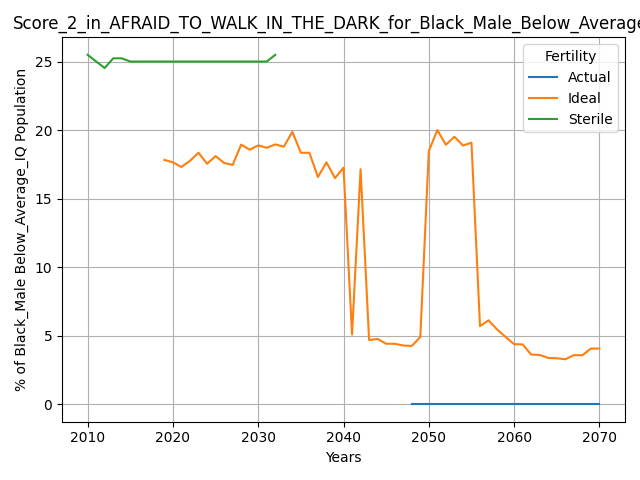 Score_2_in_AFRAID_TO_WALK_IN_THE_DARK_for_Black_Male_Below_Average
Fertility
Actual
Ideal
Sterile
% of Black_Male Below_Average_IQ Population
25
20
15
10
5
0
2010 2020 2030 2040 2050 2060 2070
Years